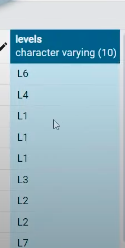 levels
character varying (10)
L6
L4
L1
L1
L1
L3
L2
L2
L7